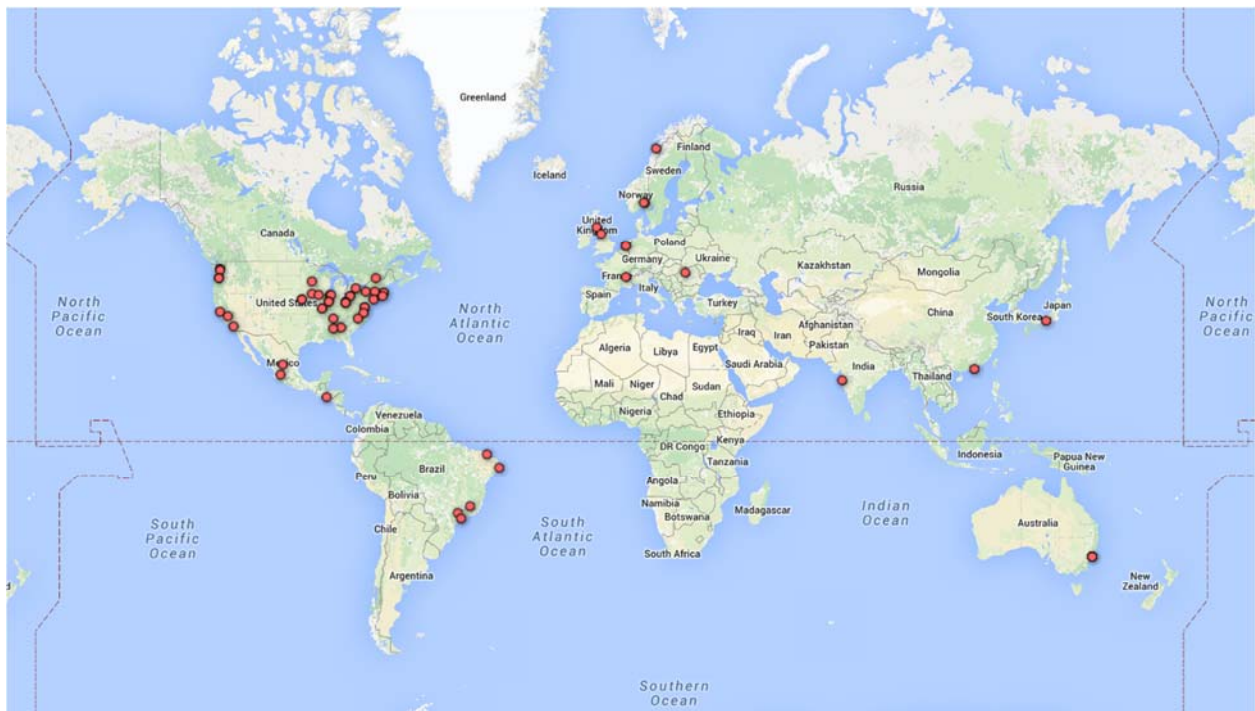 Greenland
Iceland
Finland
Sweden
Norway
Russia
Canada
United
Kingdom
Poland
Germany
Ukraine
Kazakhstan
Mongolia
France
Italy
Spain
Turkey
North
Pacific
Ocean
United States
North
Atlantic
Ocean
China
South Korea
Japan
North
Pacific
Ocean
Afghanistan
Iraq
Iran
Pakistan
Algeria
Libya
Egypt
Saudi Arabia
India
Mexico
Mali
Niger
Chad
Sudan
Thailand
Nigeria
Ethiopia
Venezuela
Colombia
Kenya
DR Congo
Tanzania
Indonesia
Papua New
Guinea
Brazil
Peru
Angola
Bolivia
Namibia
Botswana
Madagascar
Indian
Ocean
South
Pacific
Ocean
Chile
South
Atlantic
Ocean
Australia
South Africa
Argentina
New
Zealand
d
Southern
Ocean